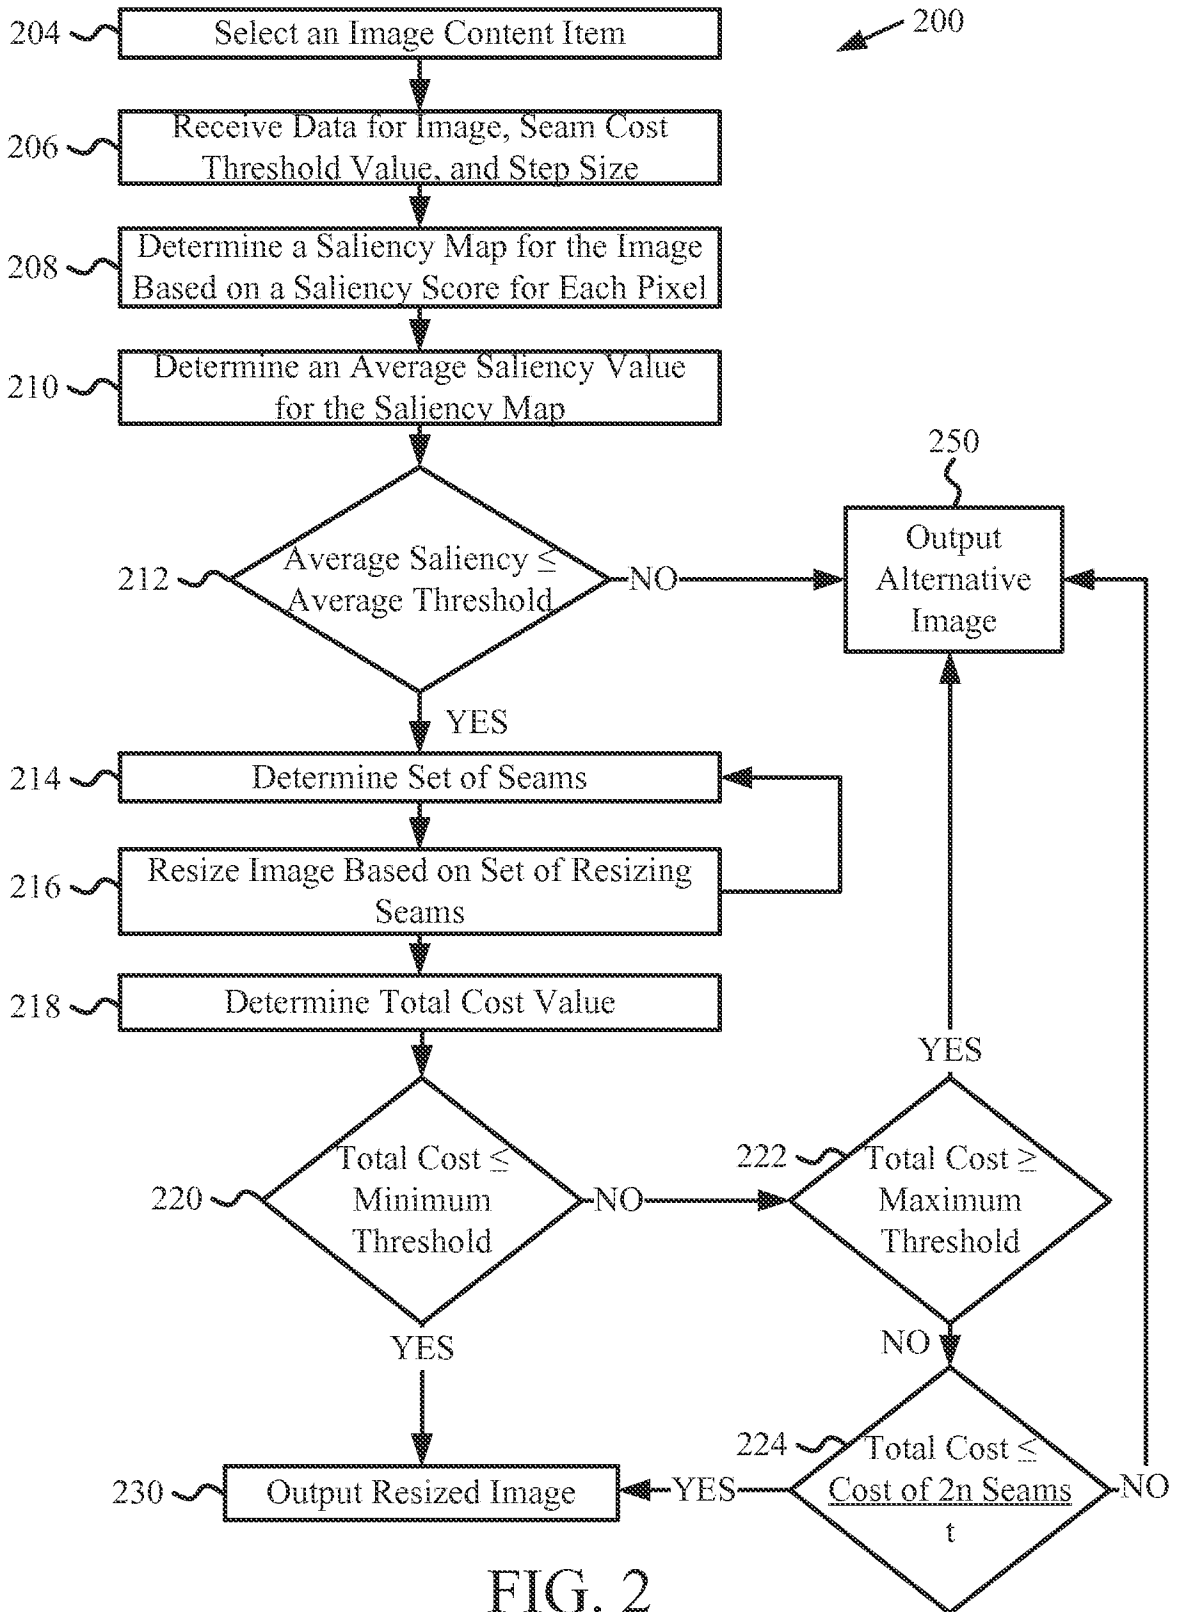 204
Select an Image Content Item
200
206
Receive Data for Image, Seam Cost
Threshold Value, and Step Size
208
Determine a Saliency Map for the Image
Based on a Saliency Score for Each Pixel
210
Determine an Average Saliency Value
for the Saliency Map
212
Average Saliency ≤
Average Threshold
NO
250
Output
Alternative
Image
YES
214
Determine Set of Seams
216
Resize Image Based on Set of Resizing
Seams
218
Determine Total Cost Value
220
Total Cost ≤
Minimum
Threshold
NO
YES
222
Total Cost ≥
Maximum
Threshold
YES
NO
224
Total Cost ≤
Cost of 2n Seams
t
NO
YES
230
Output Resized Image
FIG. 2